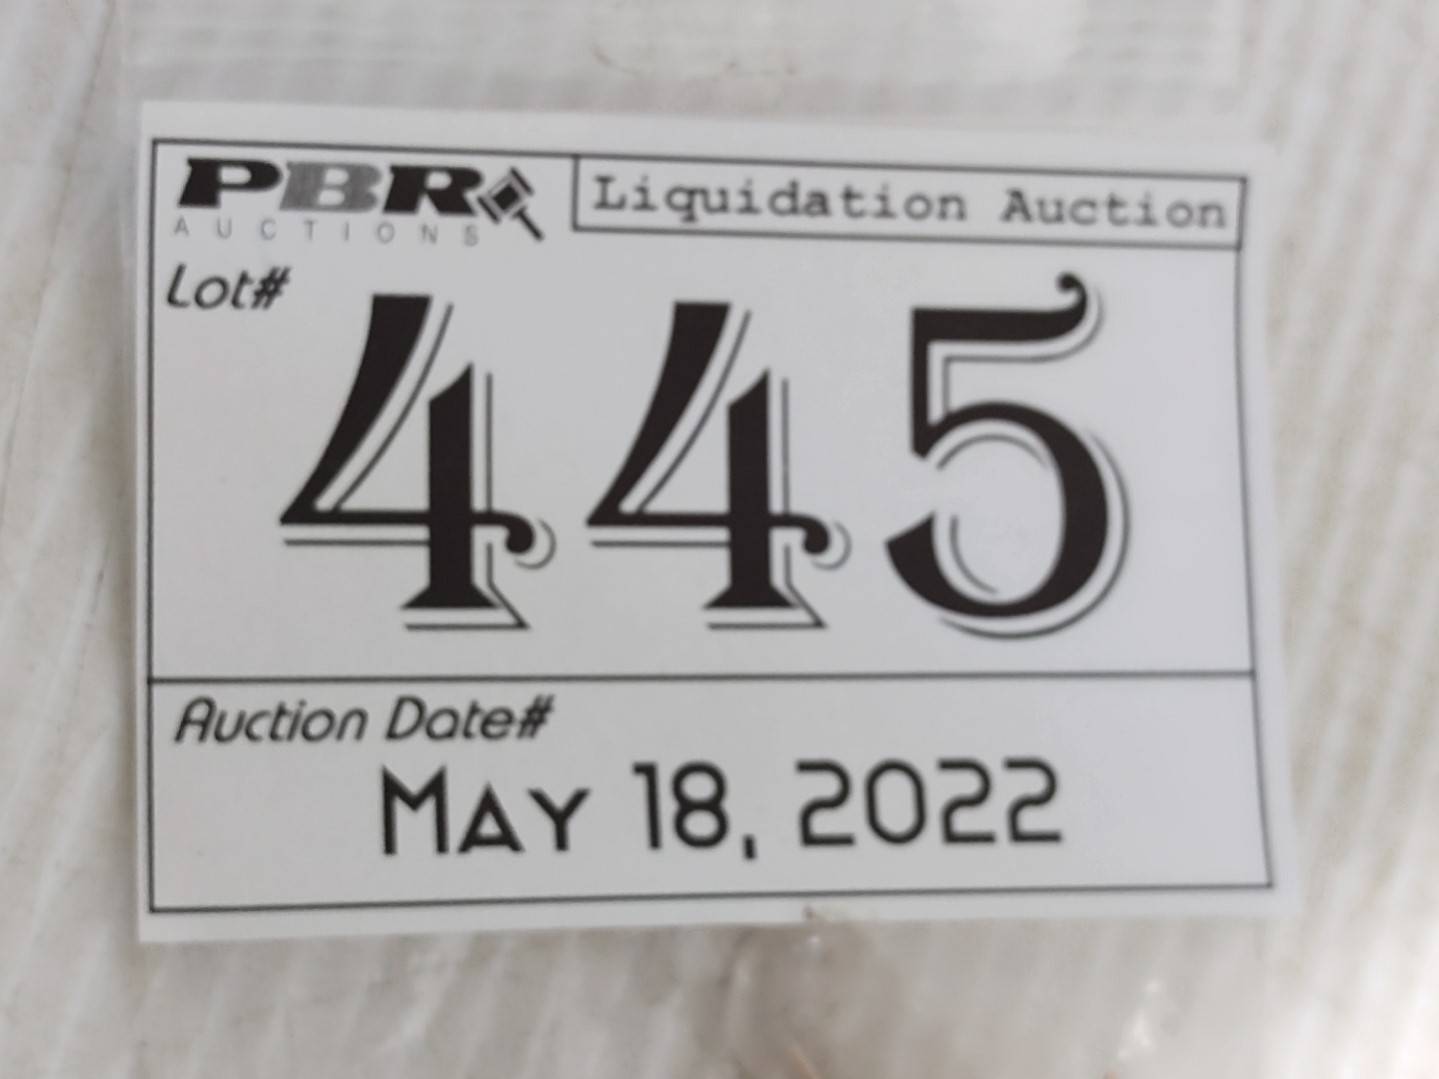 PBR
AUCTIONS
Liquidation Auction
Lot#
445
Auction Date#
MAY 18, 2022